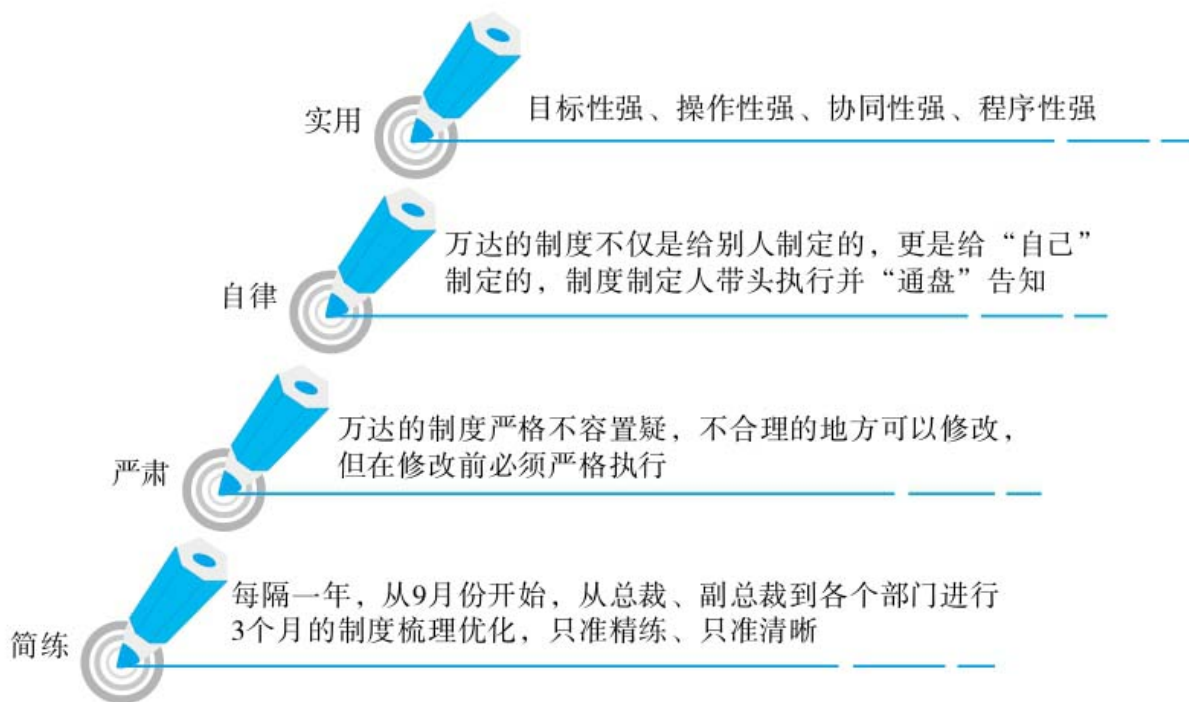 实用
目标性强、操作性强、协同性强、程序性强
自律
万达的制度不仅是给别人制定的，更是给“自己”
制定的，制度制定人带头执行并“通盘”告知
严肃
万达的制度严格不容置疑，不合理的地方可以修改，
但在修改前必须严格执行
简练
每隔一年，从9月份开始，从总裁、副总裁到各个部门进行
3个月的制度梳理优化，只准精练、只准清晰